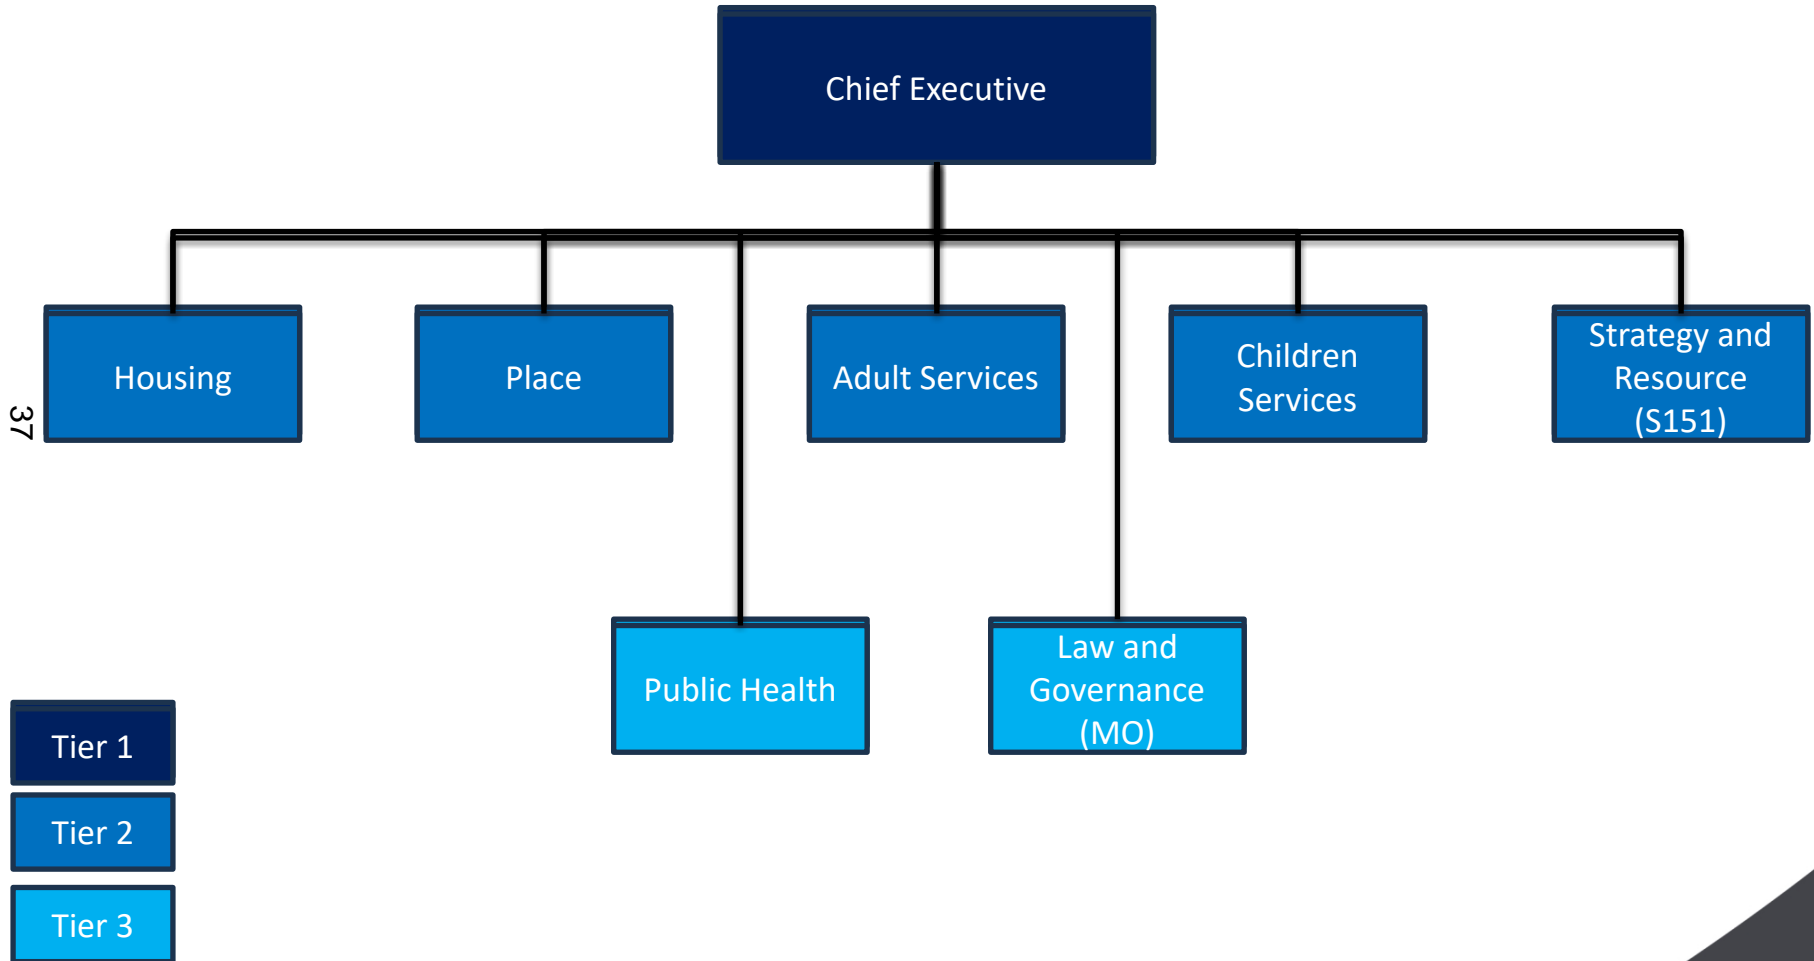 Chief Executive
Housing
Place
Adult Services
Children
Services
Strategy and
Resource
(S151)
37
Public Health
Law and
Governance
(MO)
Tier 1
Tier 2
Tier 3